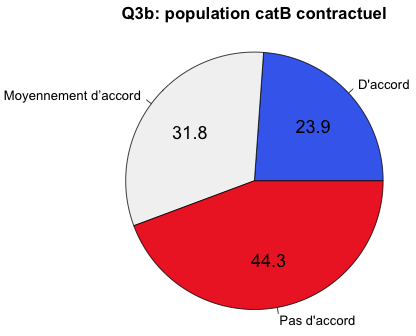 Q3b: population catB contractuel
D'accord
Moyennement d’accord
23.9
31.8
44.3
Pas d'accord